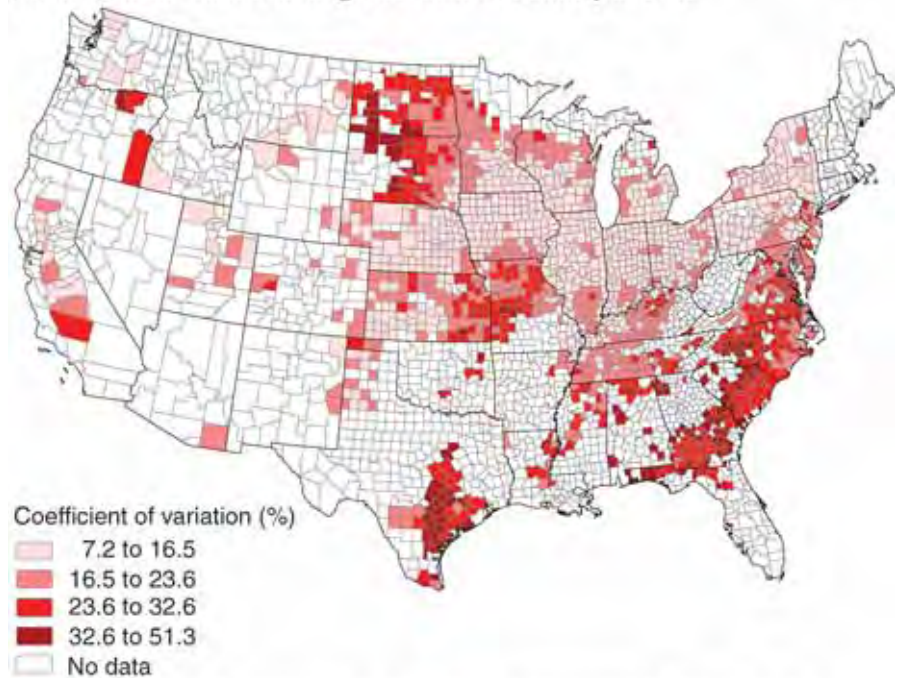 Coefficient of variation (%)
7.2 to 16.5
16.5 to 23.6
23.6 to 32.6
32.6 to 51.3
No data